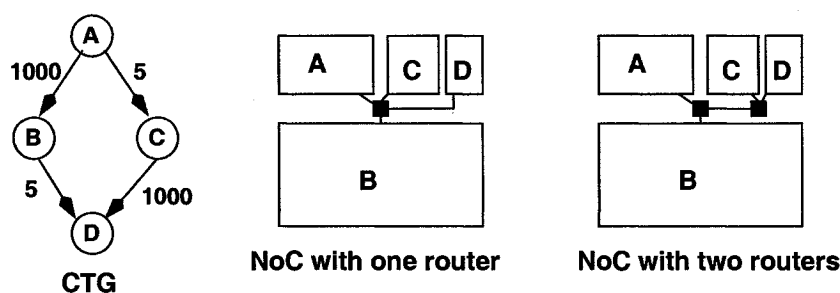 A
1000
5
B
C
5
1000
D
CTG
A
C
D
B
NoC with one router
A
C
D
B
NoC with two routers